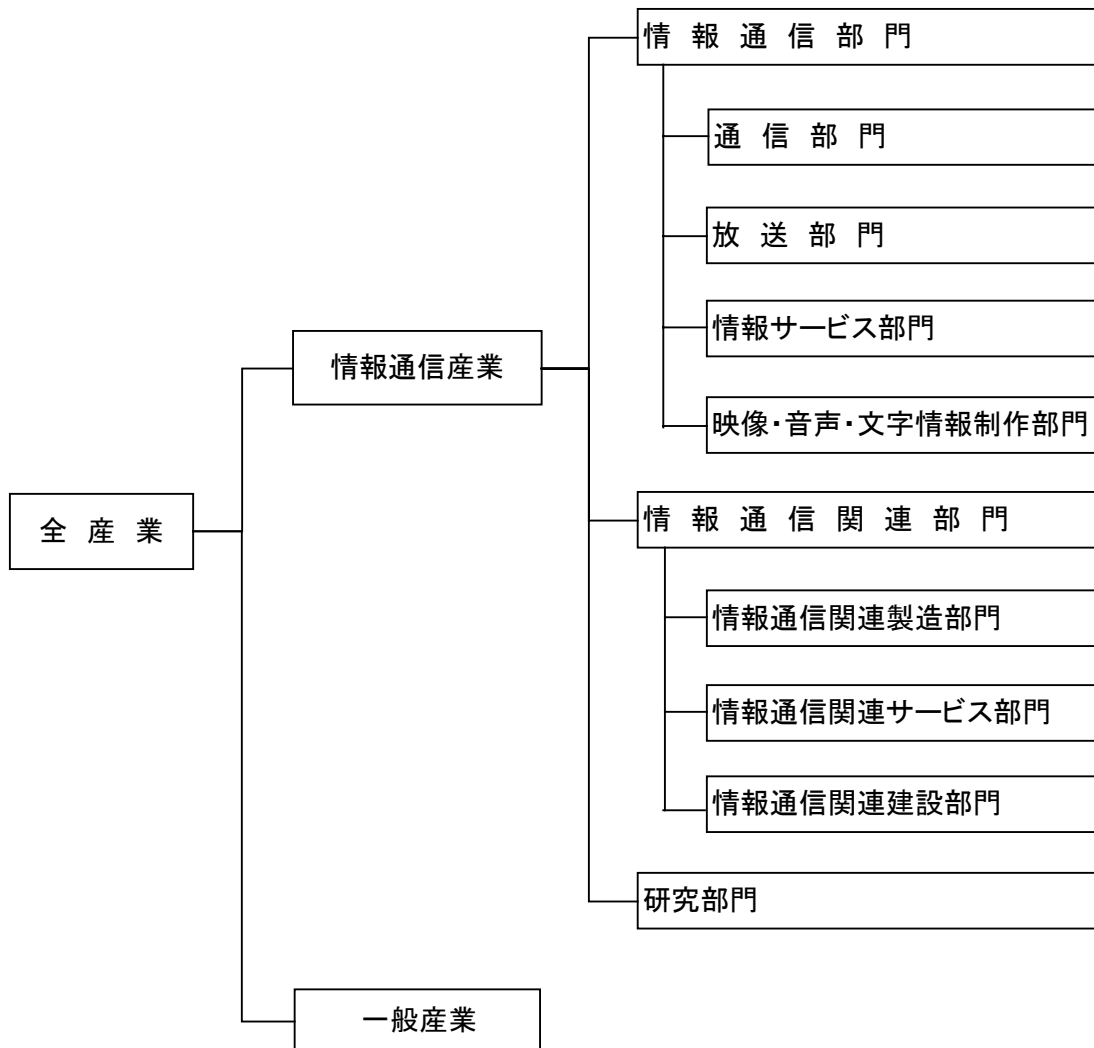 情報通信部門
通信部門
放送部門
情報サービス部門
情報通信産業
映像・音声・文字情報制作部門
全産業
情報通信関連部門
情報通信関連製造部門
情報通信関連サービス部門
情報通信関連建設部門
研究部門
一般産業